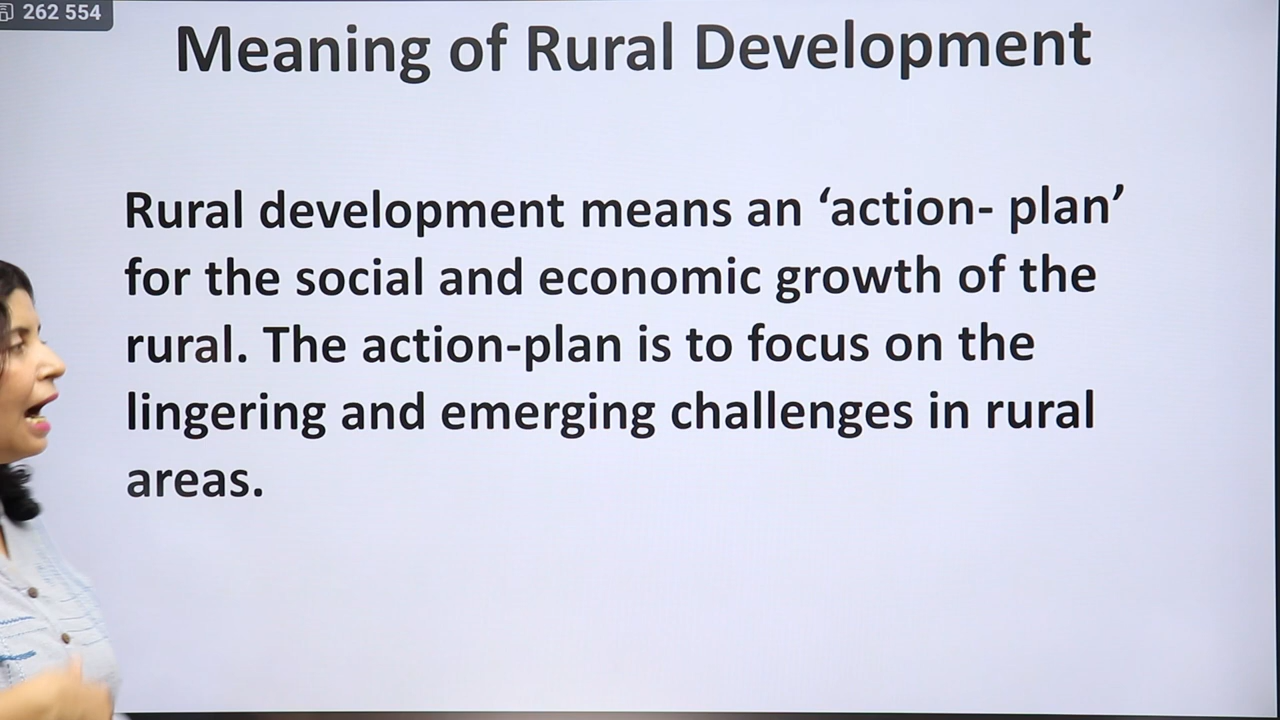 262 554
Meaning of Rural Development
Rural development means an ‘action- plan’
for the social and economic growth of the
rural. The action-plan is to focus on the
lingering and emerging challenges in rural
areas.